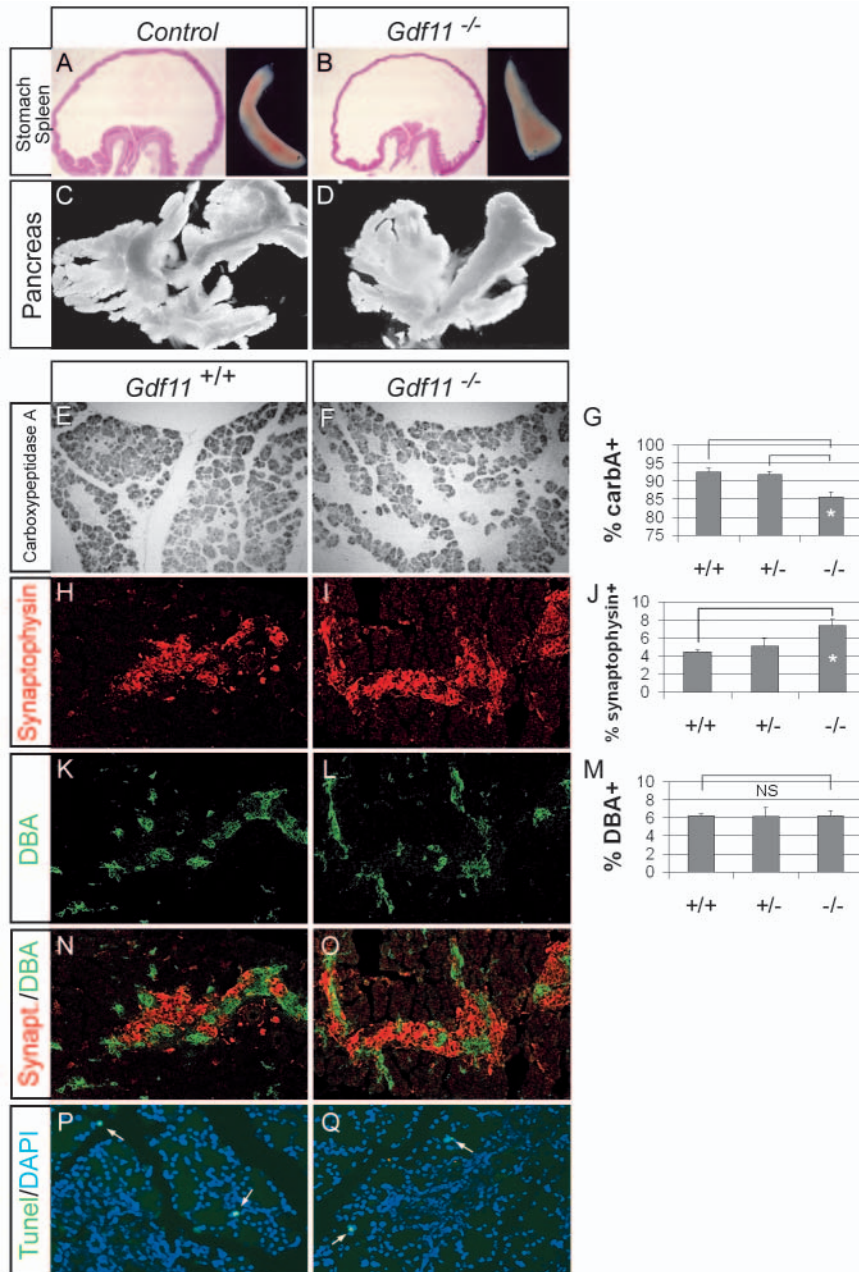 Control
Gdf11 -/-
Stomach
Spleen
A
B
Pancreas
C
D
Gdf11 +/+
Gdf11 -/-
Carboxypeptidase A
E
F
G
% carbA+
100
95
90
85
80
75
*
+/+
+/-
-/-
Synaptophysin
H
I
J
% synaptophysin+
10
8
6
4
2
0
*
+/+
+/-
-/-
DBA
K
L
M
% DBA+
10
8
6
4
2
0
NS
+/+
+/-
-/-
Synapt./DBA
N
O
Tunel/DAPI
P
Q